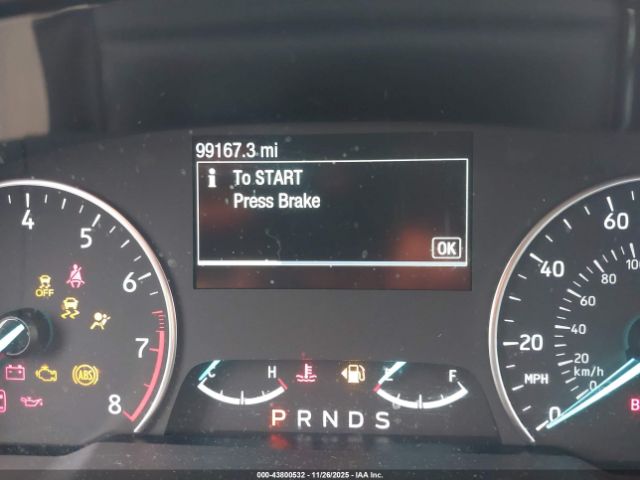 99167.3 mi
i To START
Press Brake
OK
4 5 6 7 8
OFF
ABS
C H
E F
P R N D S
0 20 40 60
MPH
0 20 40 60 80 100
km/h
B
000-43800532 - 11/26/2025 - IAA Inc.